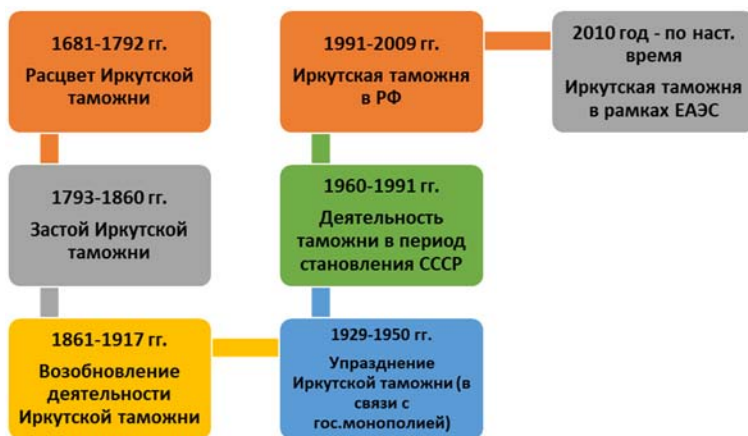 1681-1792 гг.
Расцвет Иркутской
таможни
1793-1860 гг.
Застой Иркутской
таможни
1861-1917 гг.
Возобновление
деятельности
Иркутской таможни
1929-1950 гг.
Упразднение
Иркутской таможни (в
связи с
гос.монополией)
1960-1991 гг.
Деятельность
таможни в период
становления СССР
1991-2009 гг.
Иркутская таможня
в РФ
2010 год - по наст.
время
Иркутская таможня
в рамках ЕАЭС